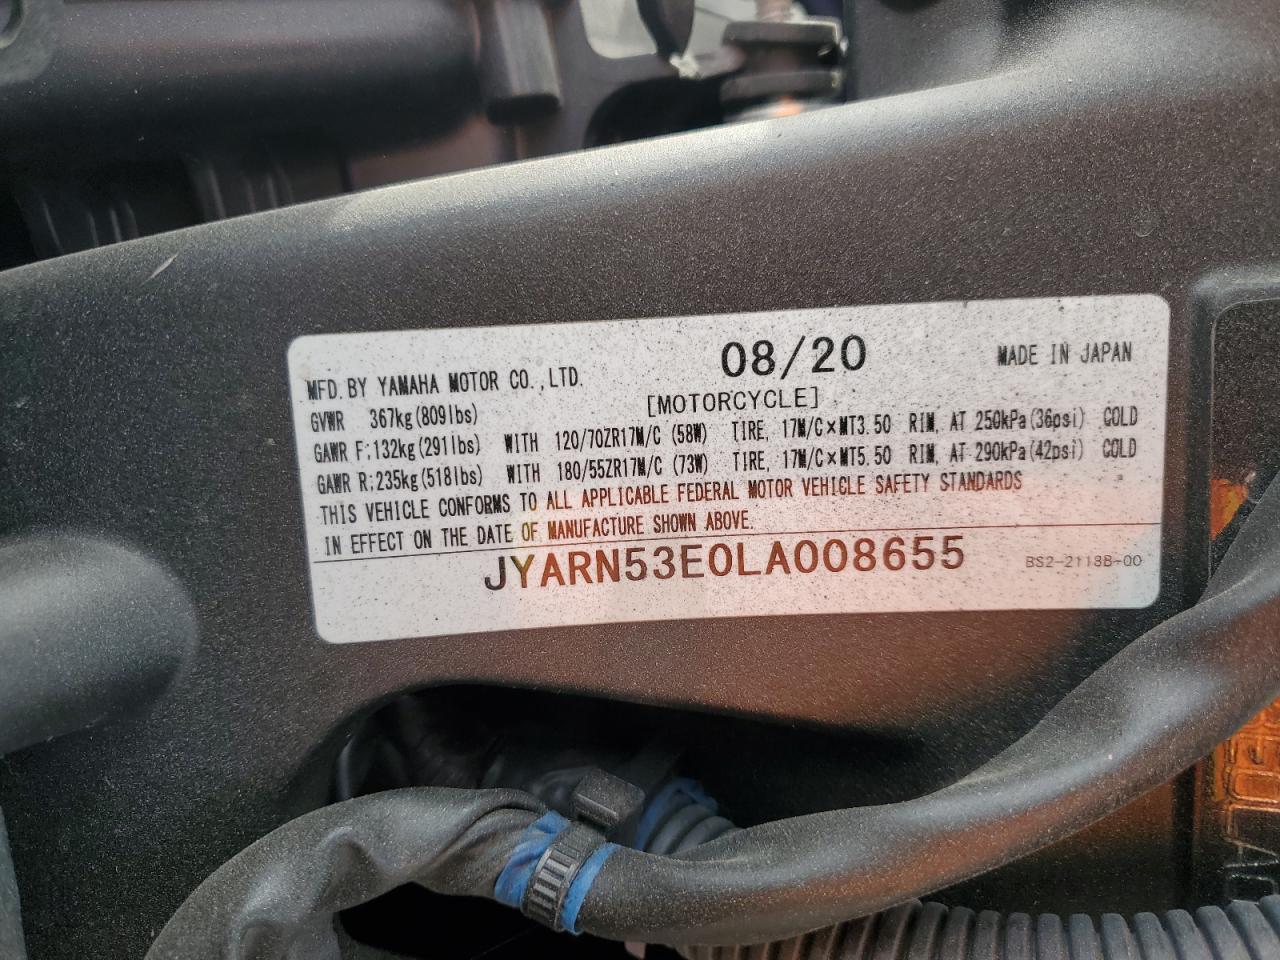 08/20
MADE IN JAPAN
MFD. BY YAMAHA MOTOR CO., LTD.
[MOTORCYCLE]
GVWR 367kg(809lbs)
GAWR F:132kg(291lbs) WITH 120/70ZR17M/C (58W) TIRE, 17M/C×MT3.50 RIM, AT 250kPa(36psi) COLD
GAWR R:235kg(518lbs) WITH 180/55ZR17M/C (73W) TIRE, 17M/C×MT5.50 RIM, AT 290kPa(42psi) COLD
THIS VEHICLE CONFORMS TO ALL APPLICABLE FEDERAL MOTOR VEHICLE SAFETY STANDARDS
IN EFFECT ON THE DATE OF MANUFACTURE SHOWN ABOVE.
JYARN53E0LA008655
BS2-2118B-00